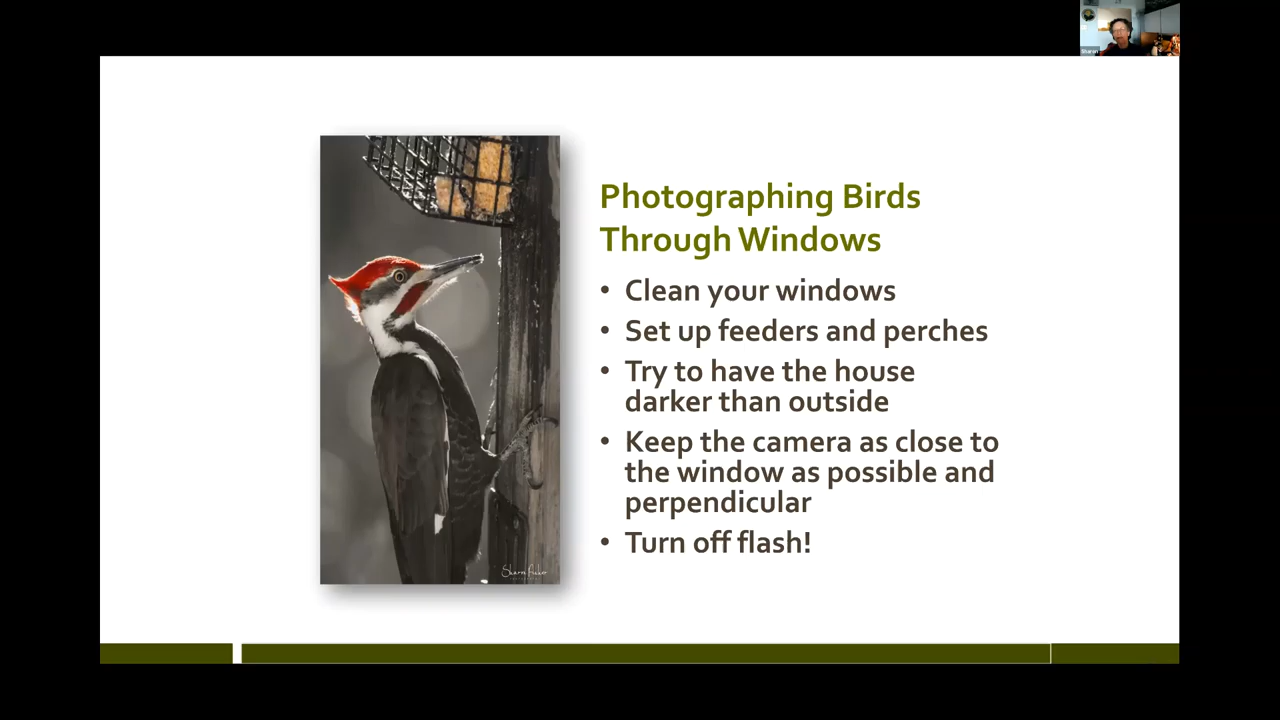 Sharon
Photographing Birds
Through Windows
• Clean your windows
• Set up feeders and perches
• Try to have the house
darker than outside
• Keep the camera as close to
the window as possible and
perpendicular
• Turn off flash!